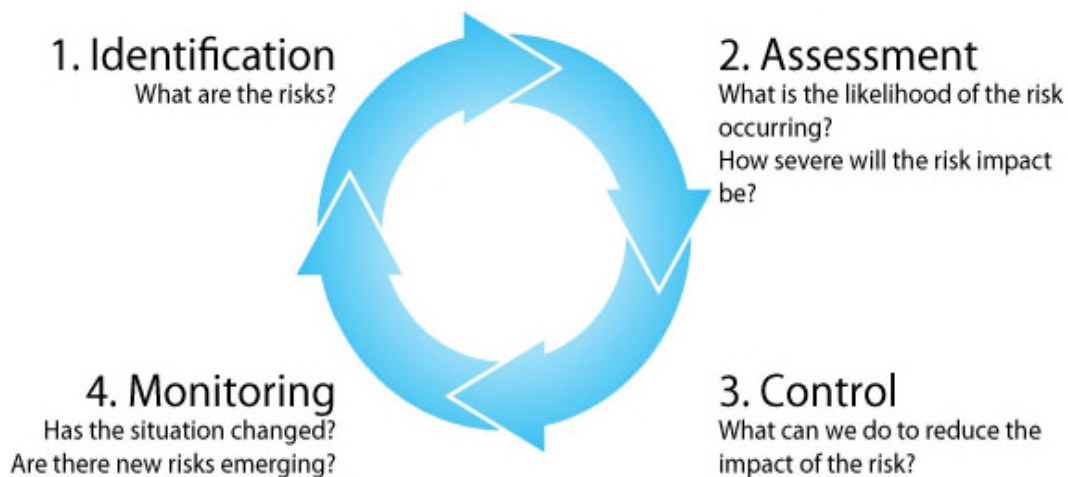 1. Identification
What are the risks?
2. Assessment
What is the likelihood of the risk
occurring?
How severe will the risk impact
be?
3. Control
What can we do to reduce the
impact of the risk?
4. Monitoring
Has the situation changed?
Are there new risks emerging?